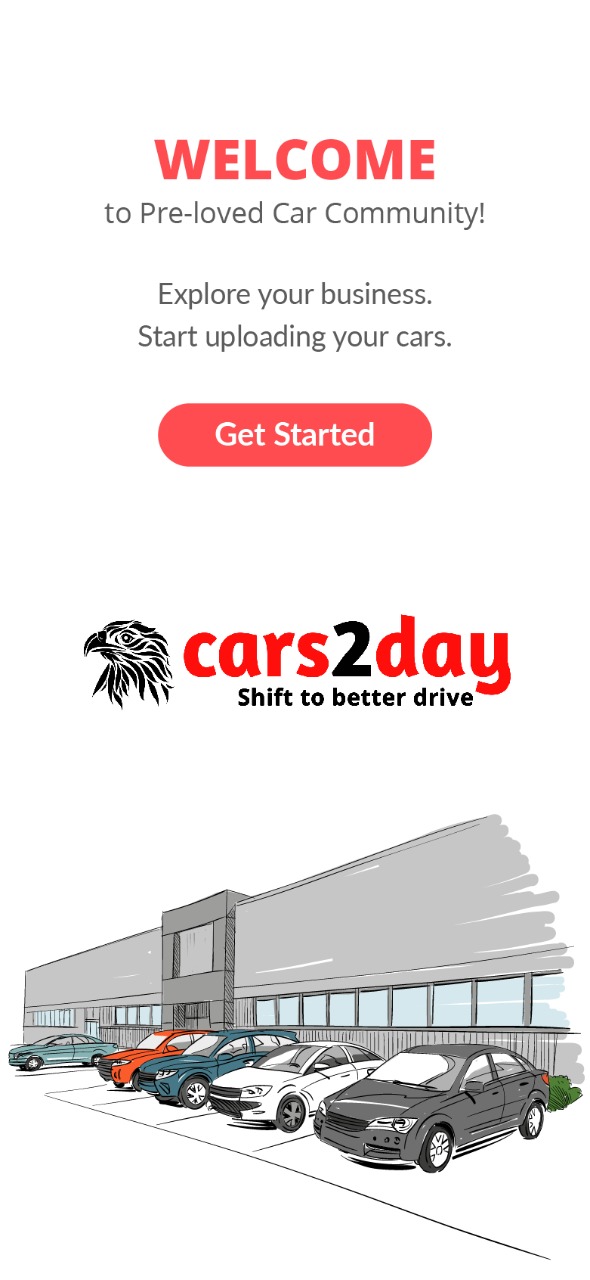 WELCOME
to Pre-loved Car Community!
Explore your business.
Start uploading your cars.
Get Started
cars2day
Shift to better drive